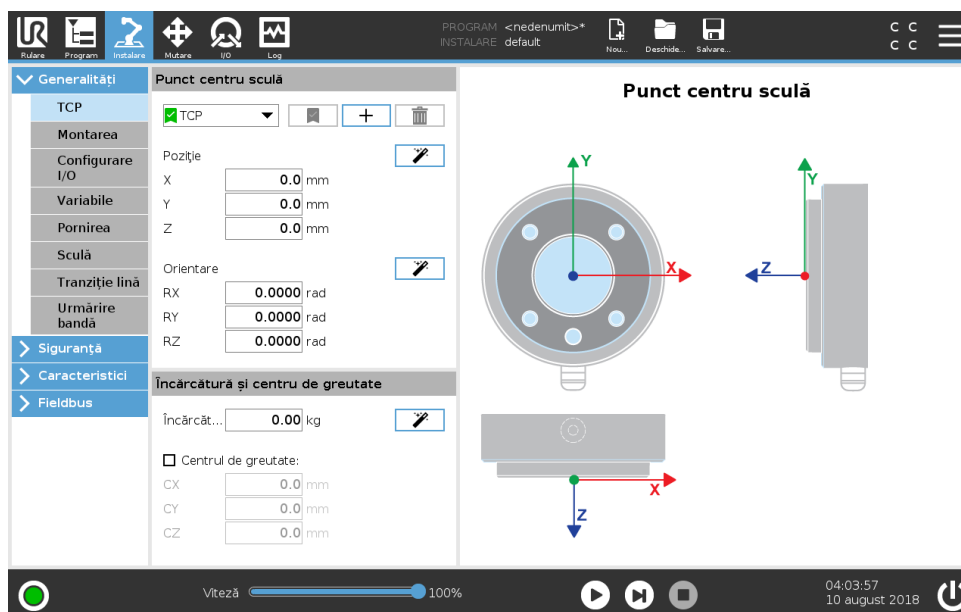 PROGRAM <nedenumit>*
INSTALARE default
C C
C C
Rulare Program Instalare Mutare I/O Log Nou... Deschide... Salvare...
Generalități
TCP
Montarea
Configurare
I/O
Variabile
Pornirea
Sculă
Tranziție lină
Urmărire
bandă
Siguranță
Caracteristici
Fieldbus
Punct centru sculă
TCP
Poziție
X 0.0 mm
Y 0.0 mm
Z 0.0 mm
Orientare
RX 0.0000 rad
RY 0.0000 rad
RZ 0.0000 rad
Încărcătură și centru de greutate
Încărcăt... 0.00 kg
Centrul de greutate:
CX 0.0 mm
CY 0.0 mm
CZ 0.0 mm
Punct centru sculă
Y
X
Y
Z
X
Z
Viteză 100%
04:03:57
10 august 2018